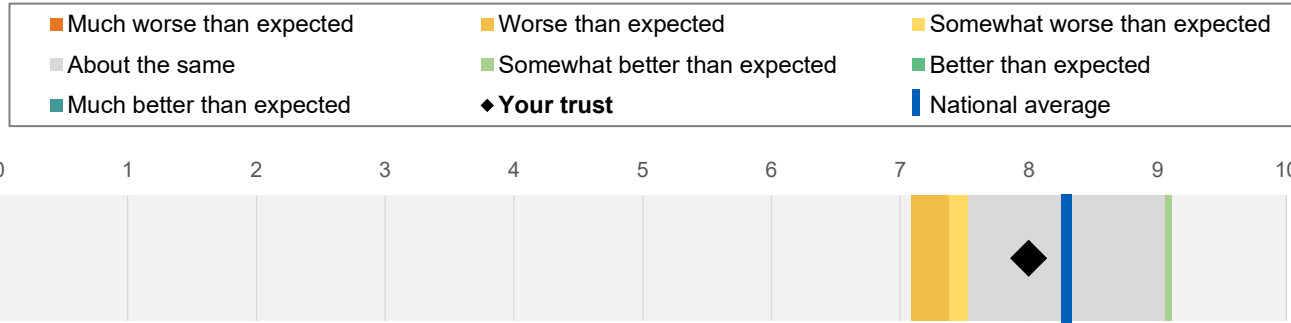 Much worse than expected Worse than expected Somewhat worse than expected
About the same Somewhat better than expected Better than expected
Much better than expected Your trust National average
0 1 2 3 4 5 6 7 8 9 10